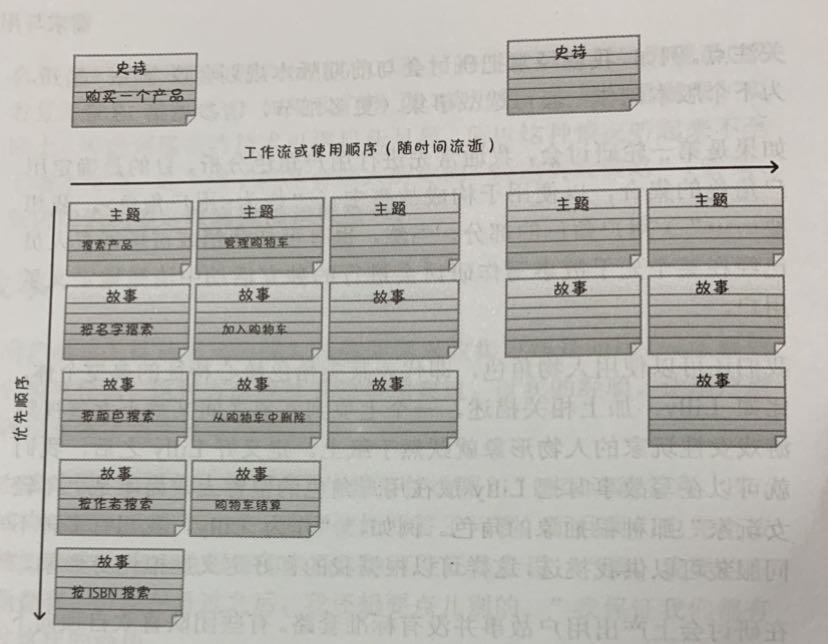 史诗
购买一个产品
史诗
工作流或使用顺序（随时间流逝）
主题
搜索产品
主题
管理购物车
主题
主题
主题
优先顺序
故事
按名字搜索
故事
加入购物车
故事
故事
故事
故事
按颜色搜索
故事
从购物车中删除
故事
故事
故事
按作者搜索
故事
购物车结算
故事
按ISBN搜索